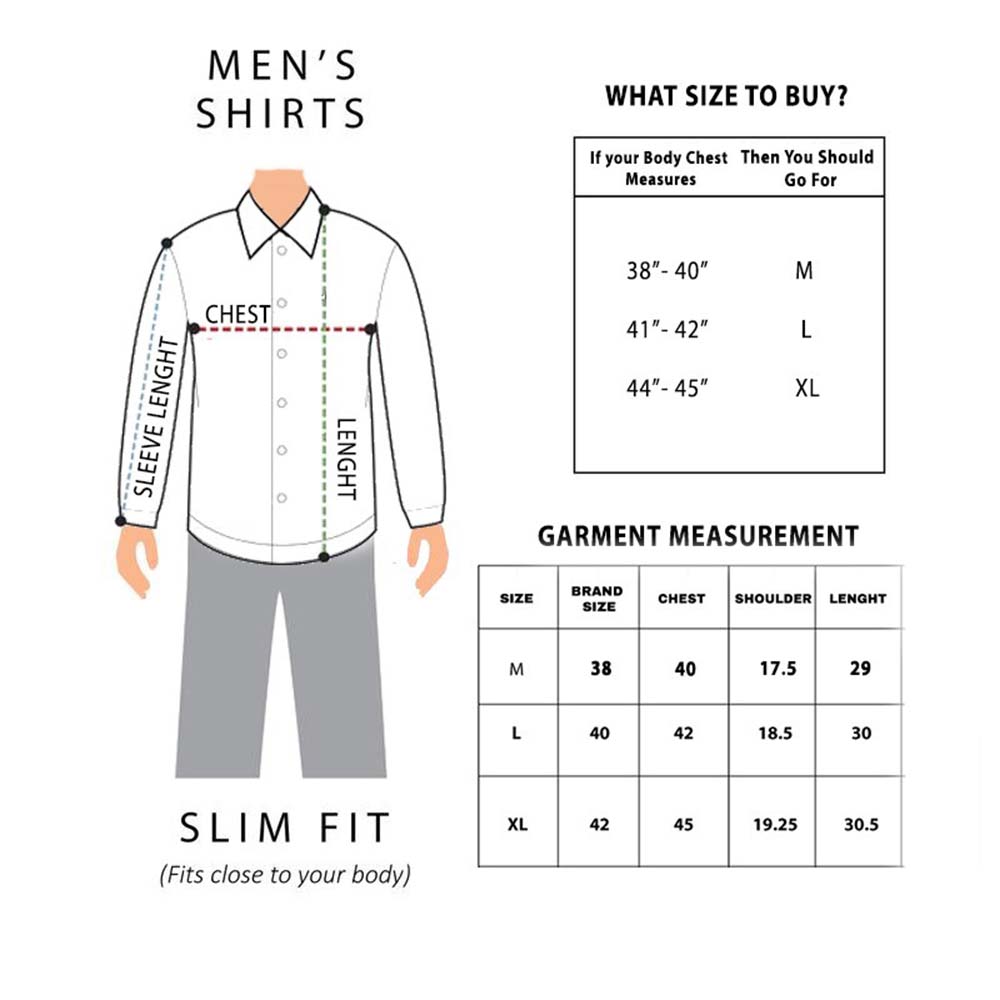 MEN'S
SHIRTS
CHEST
SLEEVE LENGHT
LENGHT
SLIM FIT
(Fits close to your body)
WHAT SIZE TO BUY?
If your Body Chest Measures Then You Should Go For
38”- 40” M
41”- 42” L
44”- 45” XL
GARMENT MEASUREMENT
SIZE BRAND SIZE CHEST SHOULDER LENGHT
M 38 40 17.5 29
L 40 42 18.5 30
XL 42 45 19.25 30.5